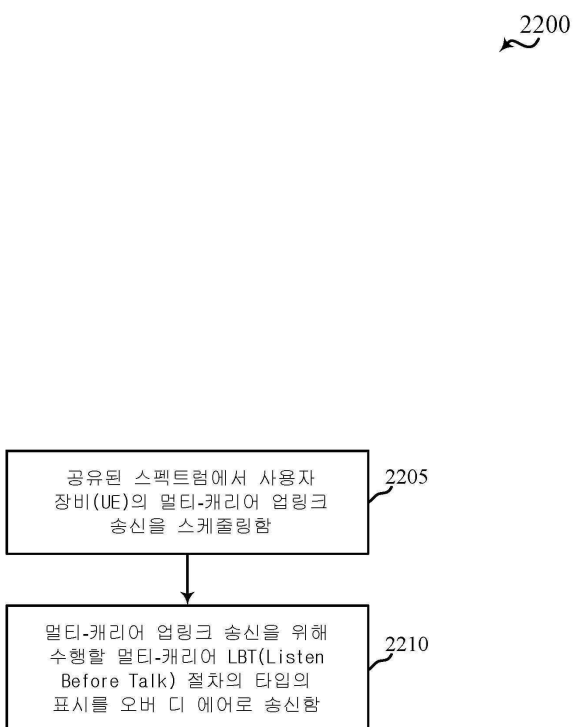 2200
공유된 스펙트럼에서 사용자
장비(UE)의 멀티-캐리어 업링크
송신을 스케줄링함
2205
멀티-캐리어 업링크 송신을 위해
수행할 멀티-캐리어 LBT(Listen
Before Talk) 절차의 타입의
표시를 오버 디 에어로 송신함
2210